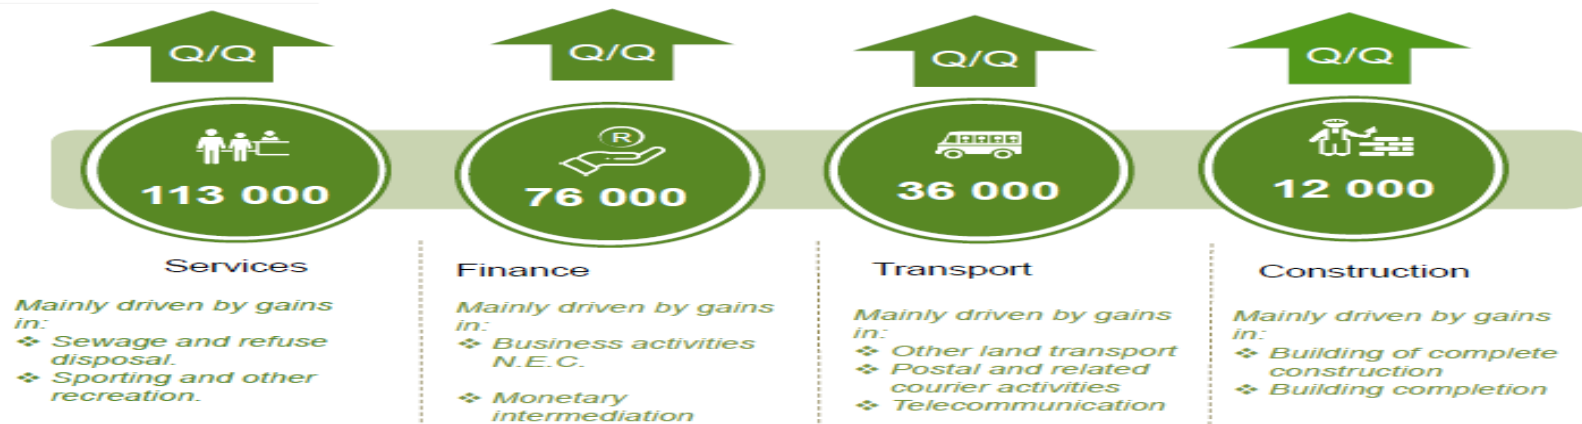 Q/Q
Q/Q
Q/Q
Q/Q
R
113 000
76 000
36 000
12 000
Services
Mainly driven by gains
in:
❖ Sewage and refuse
disposal.
❖ Sporting and other
recreation.
Finance
Mainly driven by gains
in:
❖ Business activities
N.E.C.
❖ Monetary
intermediation
Transport
Mainly driven by gains
in:
❖ Other land transport
❖ Postal and related
courier activities
❖ Telecommunication
Construction
Mainly driven by gains
in:
❖ Building of complete
construction
❖ Building completion